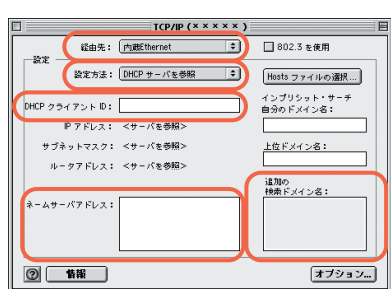 TCP/IP (××××)
経由先： 内蔵Ethernet
802.3 を使用
設定
設定方法： DHCP サーバを参照
Hosts ファイルの選択...
DHCP クライアント ID：
インプリシット・サーチ
自分のドメイン名：
IP アドレス： <サーバを参照>
サブネットマスク： <サーバを参照>
上位ドメイン名：
ルータアドレス： <サーバを参照>
追加の
検索ドメイン名：
ネームサーバアドレス：
?
情報
オプション...